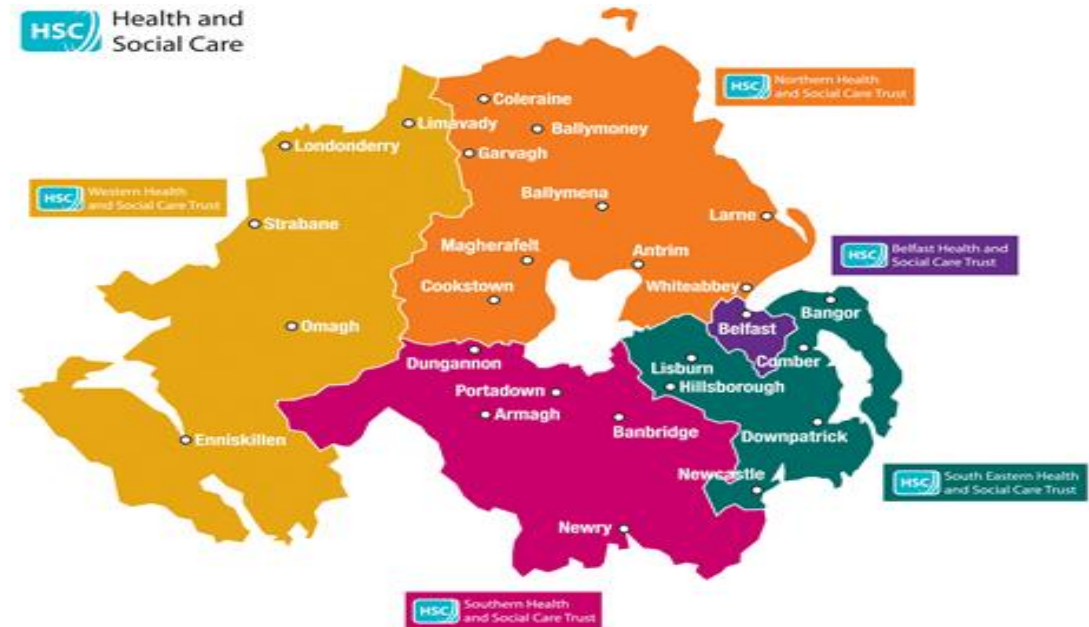 HSC
Health and
Social Care
HSC
Northern Health
and Social Care Trust
Coleraine
Limavady
Ballymoney
Londonderry
Garvagh
HSC
Western Health
and Social Care Trust
Ballymena
Strabane
Larne
Magherafelt
Antrim
HSC
Belfast Health and
Social Care Trust
Cookstown
Whiteabbey
Bangor
Omagh
Belfast
Dungannon
Lisburn
Comber
Portadown
Hillsborough
Armagh
Banbridge
Downpatrick
Enniskillen
Newcastle
HSC
South Eastern Health
and Social Care Trust
Newry
HSC
Southern Health
and Social Care Trust